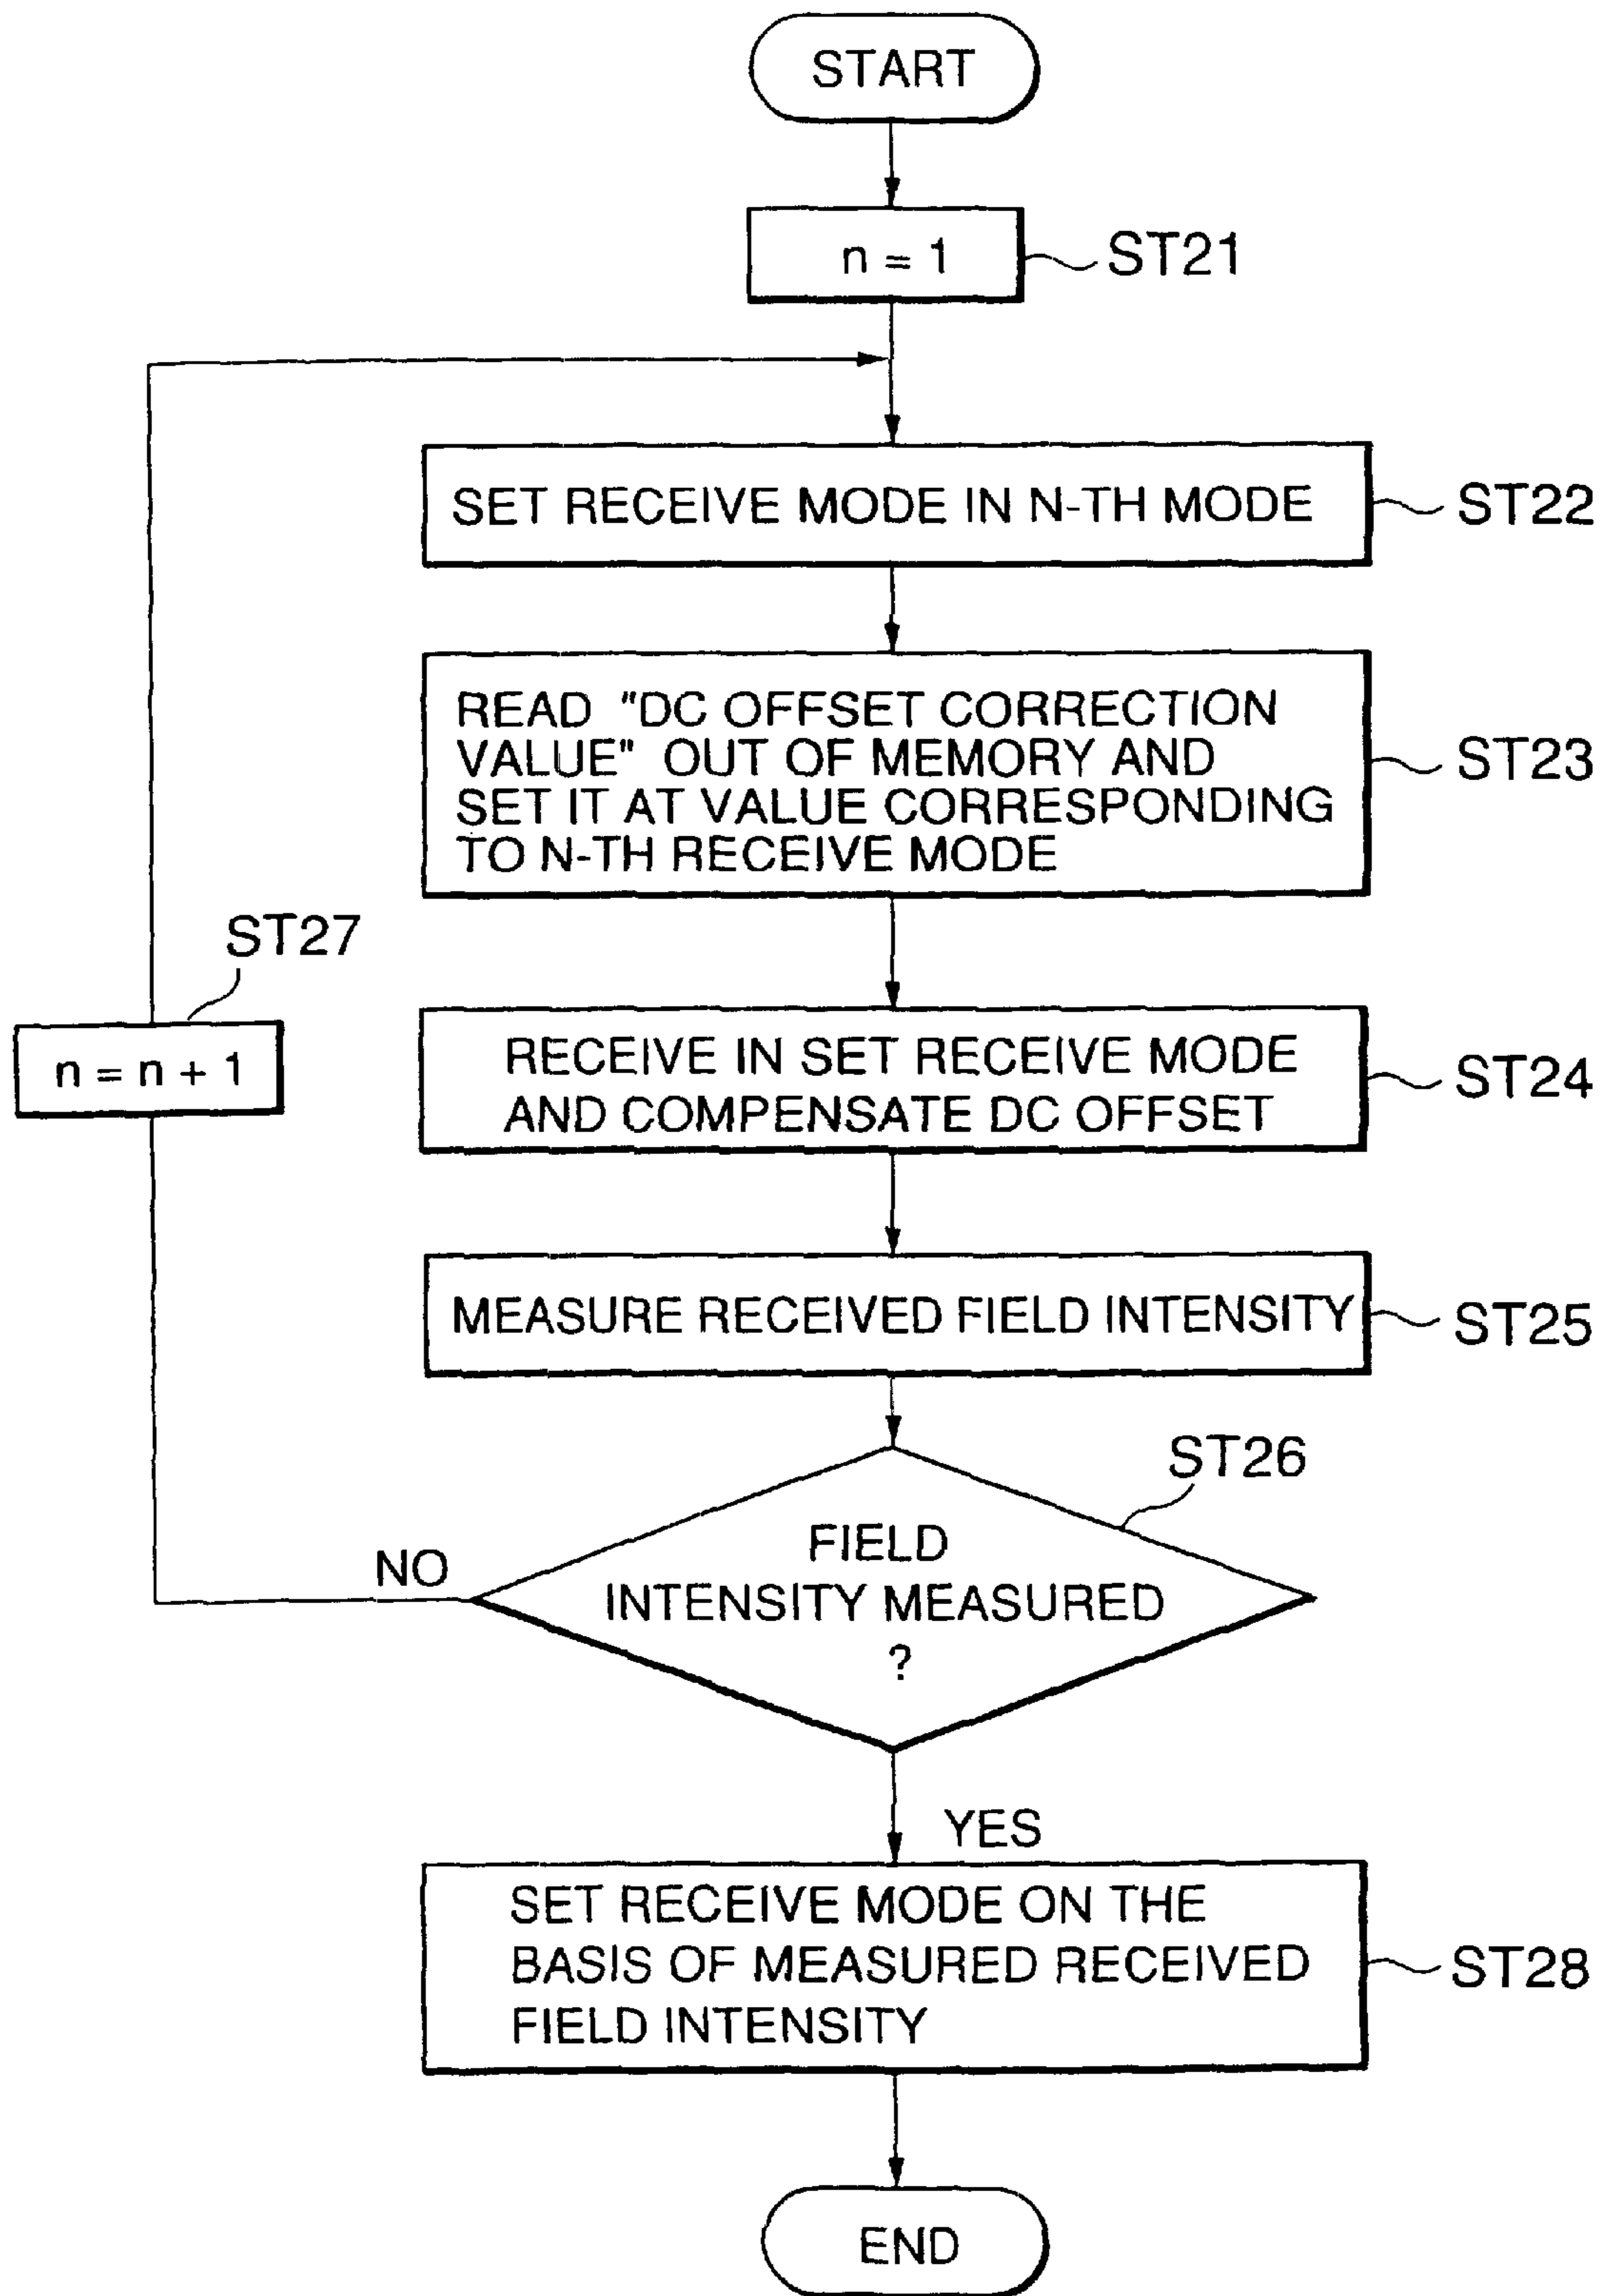 START
n = 1
ST21
SET RECEIVE MODE IN N-TH MODE
ST22
READ "DC OFFSET CORRECTION
VALUE" OUT OF MEMORY AND
SET IT AT VALUE CORRESPONDING
TO N-TH RECEIVE MODE
ST23
ST27
n = n + 1
RECEIVE IN SET RECEIVE MODE
AND COMPENSATE DC OFFSET
ST24
MEASURE RECEIVED FIELD INTENSITY
ST25
ST26
FIELD
INTENSITY MEASURED
?
NO
YES
SET RECEIVE MODE ON THE
BASIS OF MEASURED RECEIVED
FIELD INTENSITY
ST28
END